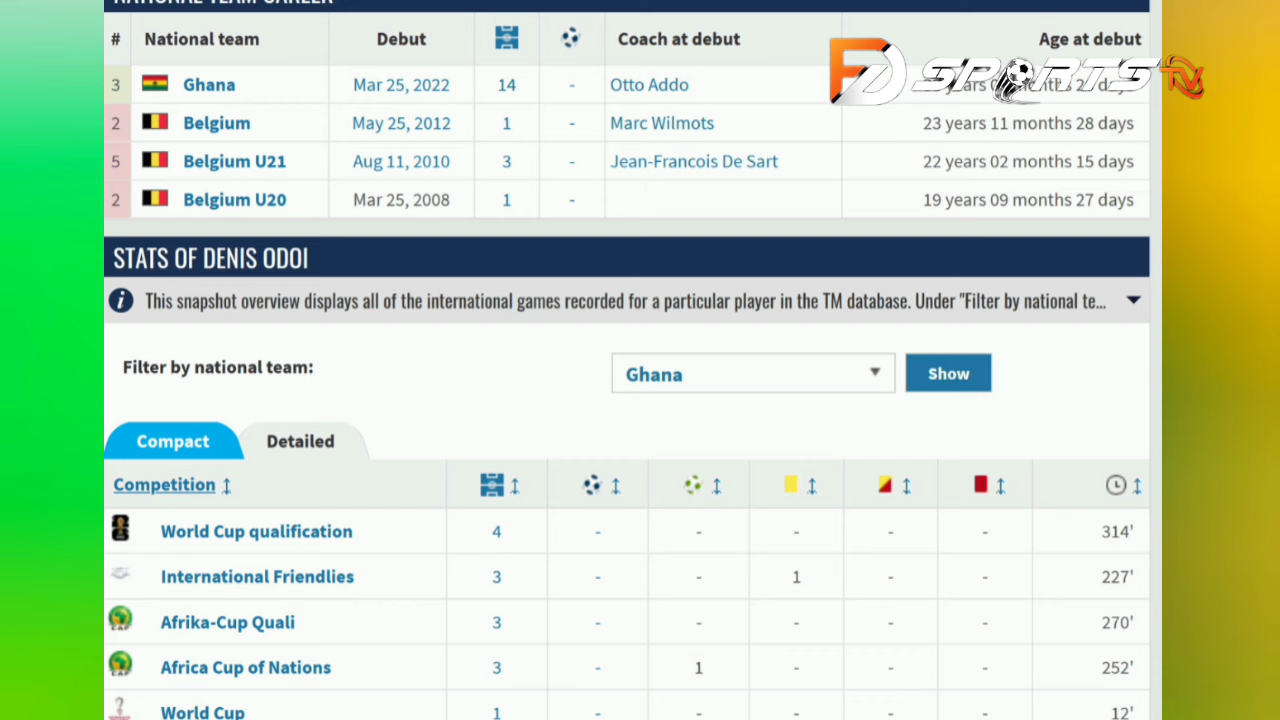 NATIONAL TEAM CAREER
# National team Debut Coach at debut Age at debut
3 Ghana Mar 25, 2022 14 - Otto Addo
2 Belgium May 25, 2012 1 - Marc Wilmots 23 years 11 months 28 days
5 Belgium U21 Aug 11, 2010 3 - Jean-Francois De Sart 22 years 02 months 15 days
2 Belgium U20 Mar 25, 2008 1 - 19 years 09 months 27 days
SPORTS TV
STATS OF DENIS ODOI
This snapshot overview displays all of the international games recorded for a particular player in the TM database. Under "Filter by national te...
Filter by national team: Ghana Show
Compact Detailed
Competition
World Cup qualification 4 - - - - - 314'
International Friendlies 3 - - 1 - - 227'
Afrika-Cup Quali 3 - - - - - 270'
Africa Cup of Nations 3 - 1 - - - 252'
World Cup 1 - - - - - 12'